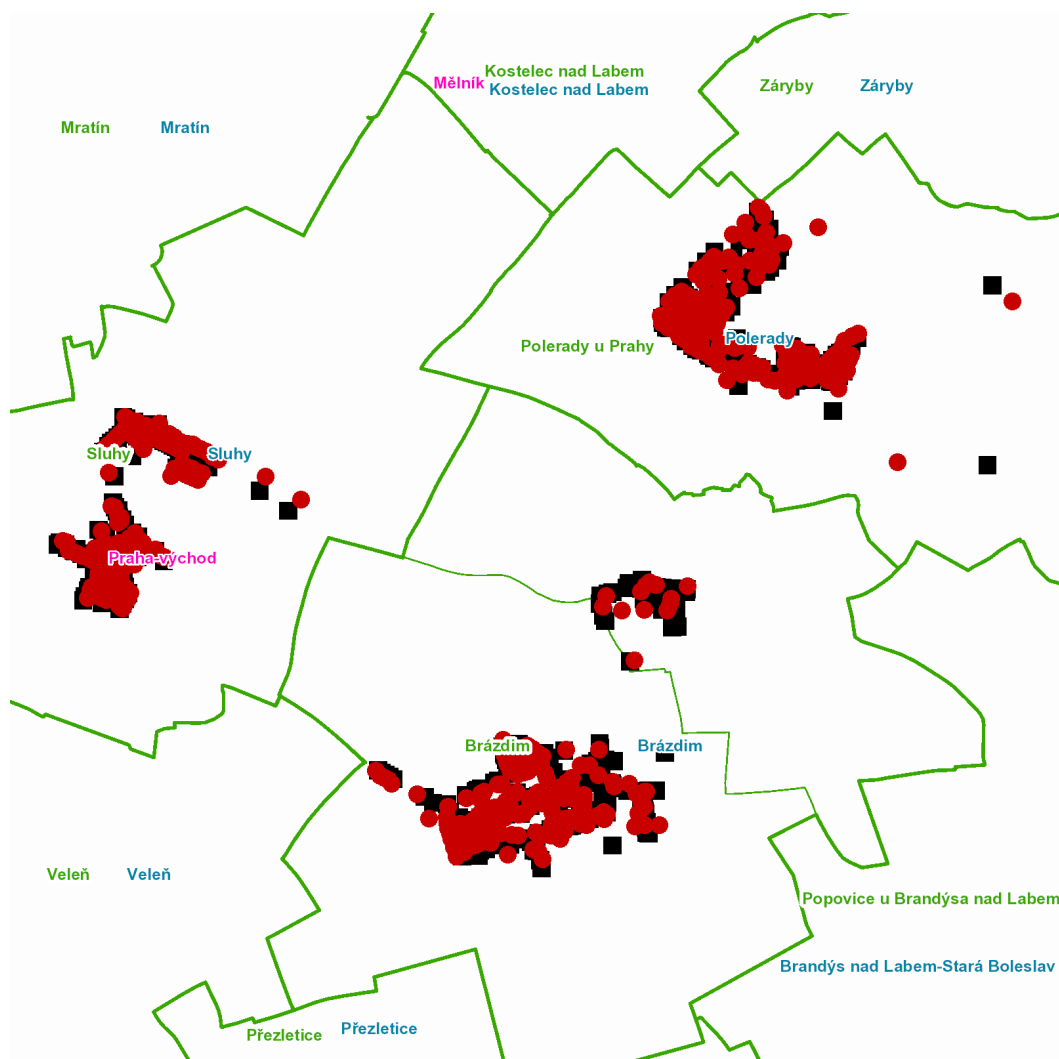 Kostelec nad Labem
Mělník
Kostelec nad Labem
Záryby
Záryby
Mratín
Mratín
Polerady
Polerady u Prahy
Sluhy
Sluhy
Praha-východ
Brázdim
Brázdim
Veleň
Veleň
Popovice u Brandýsa nad Labem
Brandýs nad Labem-Stará Boleslav
Přezletice
Přezletice